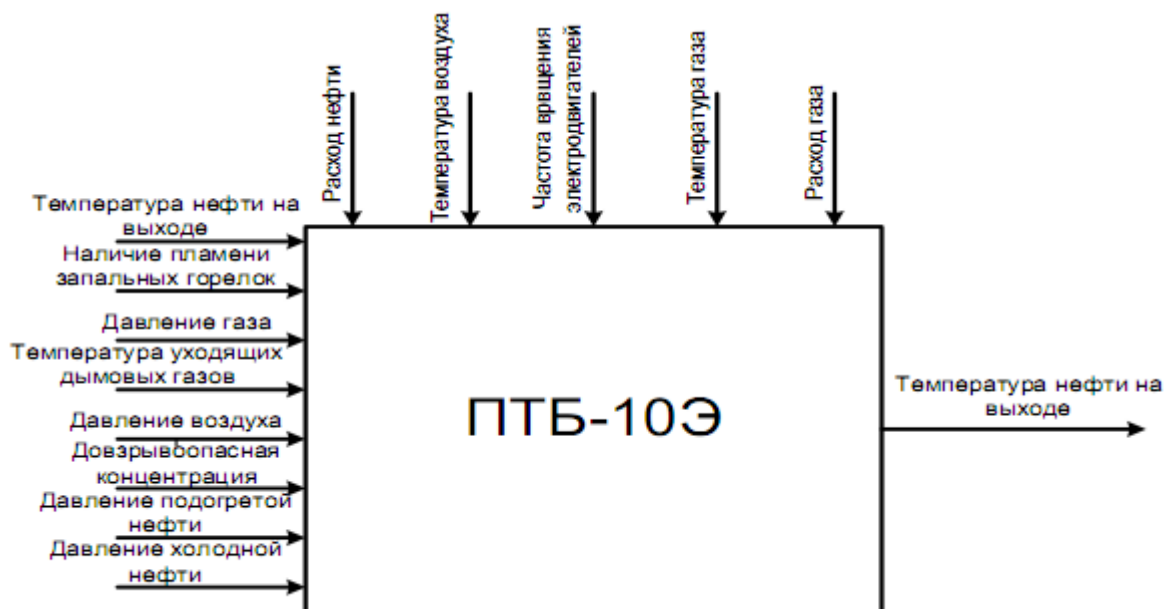 Расход нефти
Температура воздуха
Частота врвщения
электродвигателей
Температура газа
Расход газа
Температура нефти на
выходе
Наличие пламени
запальных горелок
Давление газа
Температура уходящих
дымовых газов
Давление воздуха
Довзрывоопасная
концентрация
Давление подогретой
нефти
Давление холодной
нефти
ПТБ-10Э
Температура нефти на
выходе